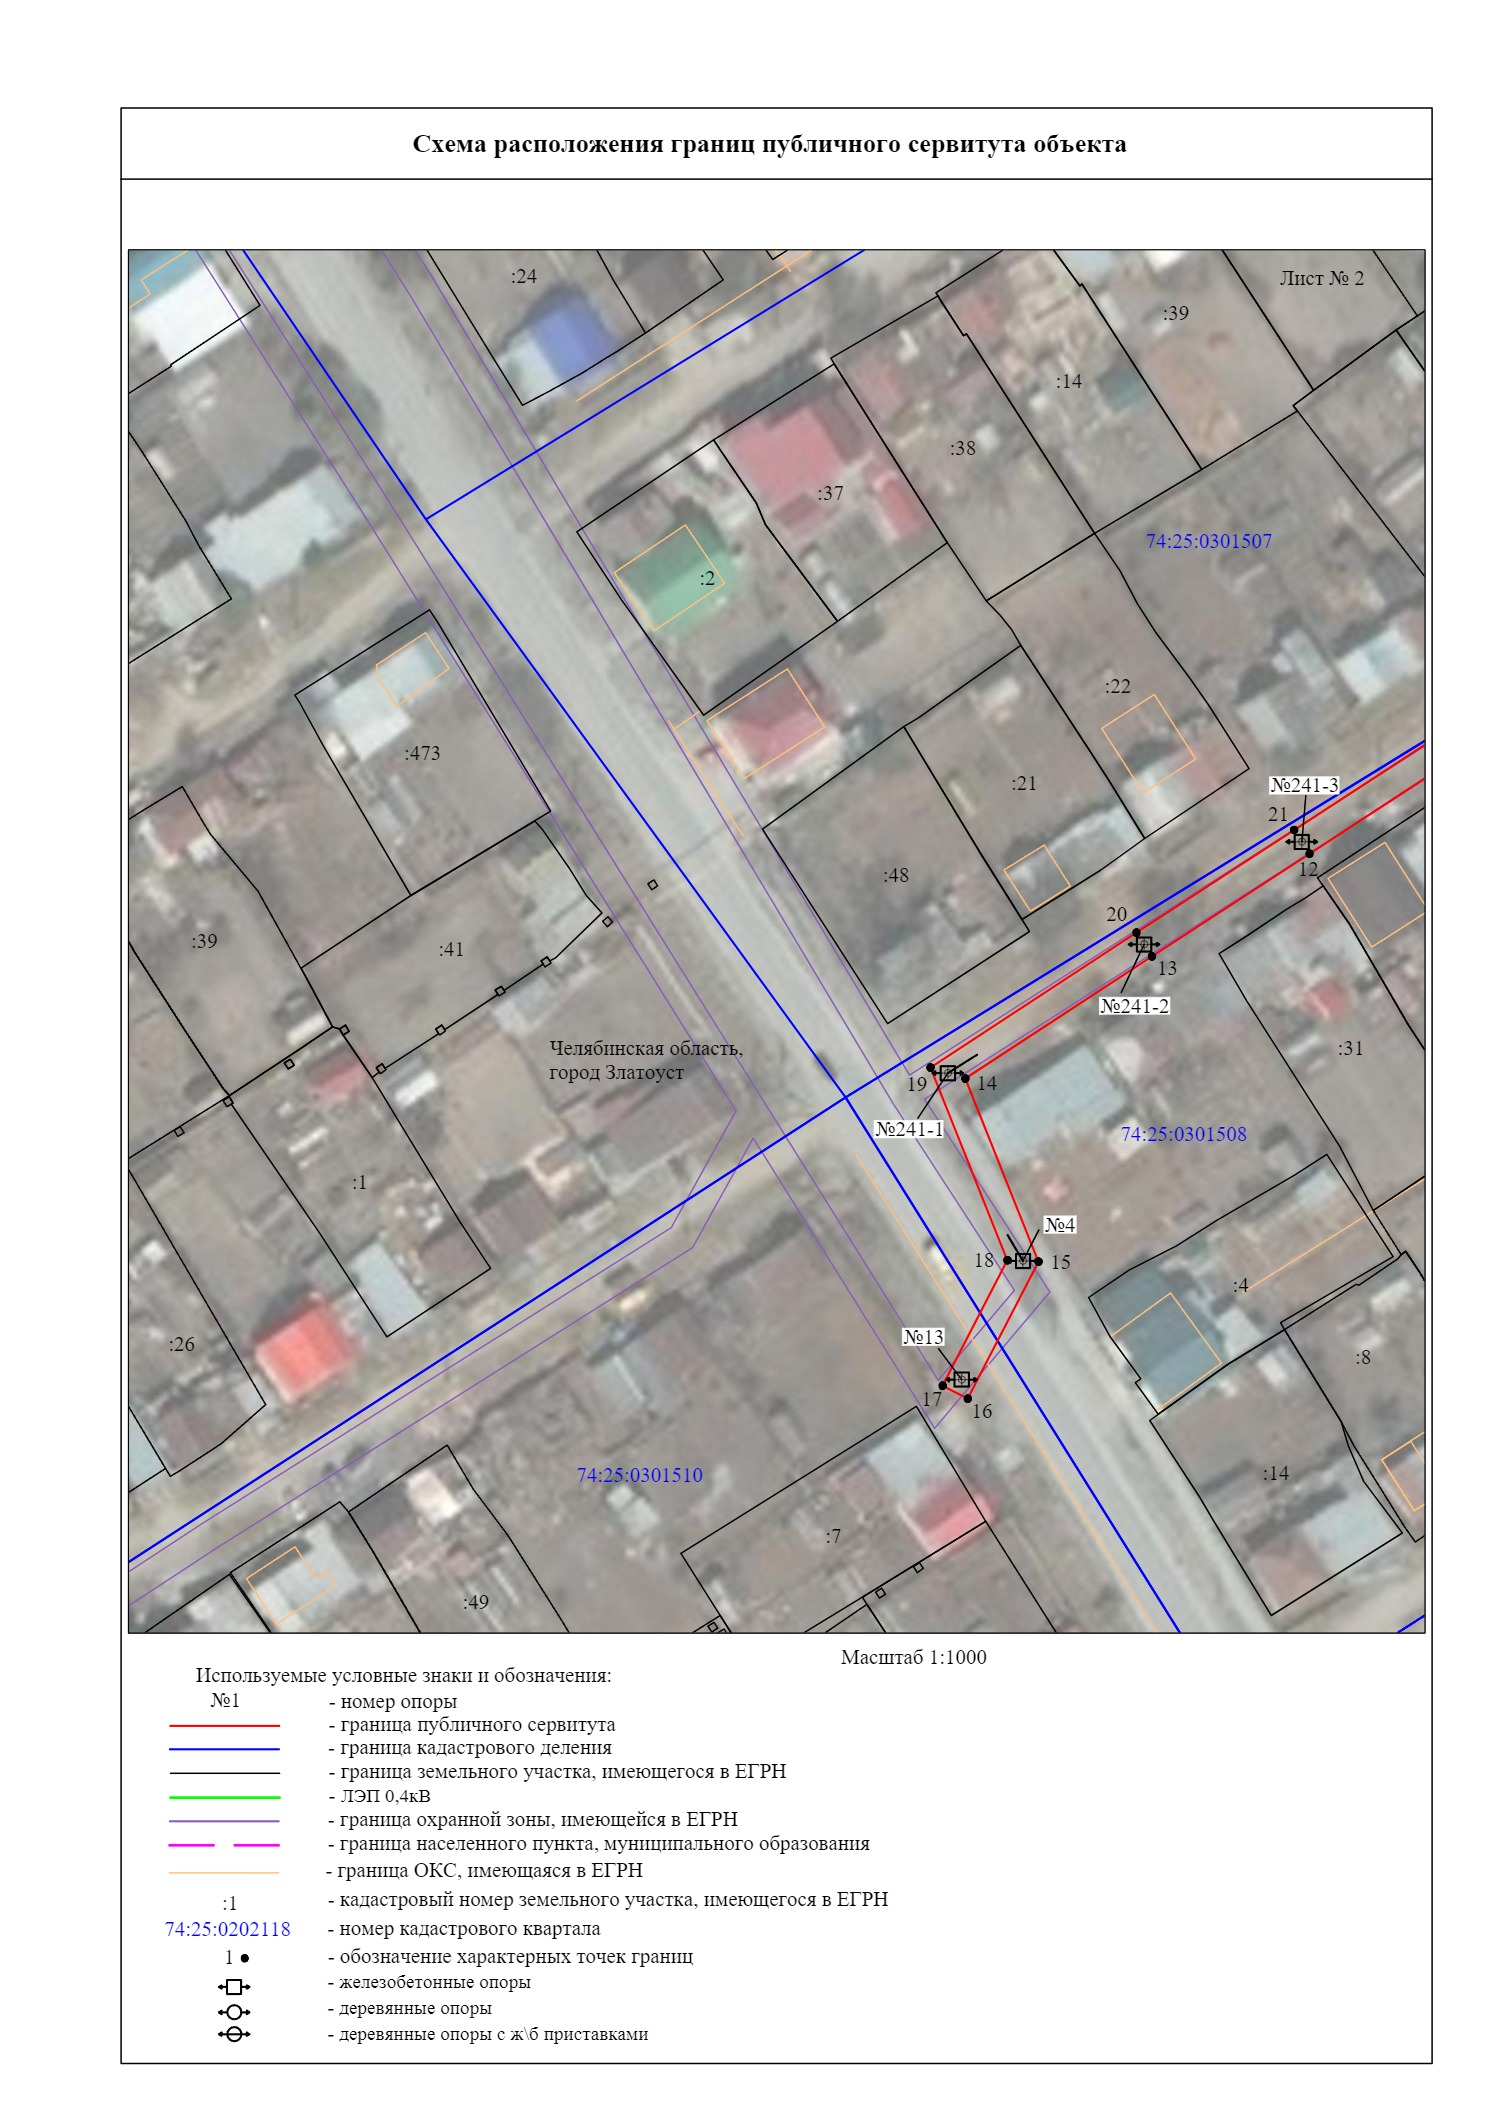 Схема расположения границ публичного сервитута объекта
Лист № 2
:24
:39
:14
:38
:37
74:25:0301507
:2
:22
:473
:21
№241-3
21
12
:48
20
13
:39
:41
№241-2
Челябинская область,
город Златоуст
:31
19
14
№241-1
74:25:0301508
:1
№4
18
15
:4
№13
:26
:8
17
16
74:25:0301510
:14
:7
:49
Масштаб 1:1000
Используемые условные знаки и обозначения:
№1 - номер опоры
- граница публичного сервитута
- граница кадастрового деления
- граница земельного участка, имеющегося в ЕГРН
- ЛЭП 0,4кВ
- граница охранной зоны, имеющейся в ЕГРН
- граница населенного пункта, муниципального образования
- граница ОКС, имеющаяся в ЕГРН
:1 - кадастровый номер земельного участка, имеющегося в ЕГРН
74:25:0202118 - номер кадастрового квартала
1 - обозначение характерных точек границ
- железобетонные опоры
- деревянные опоры
- деревянные опоры с ж\б приставками